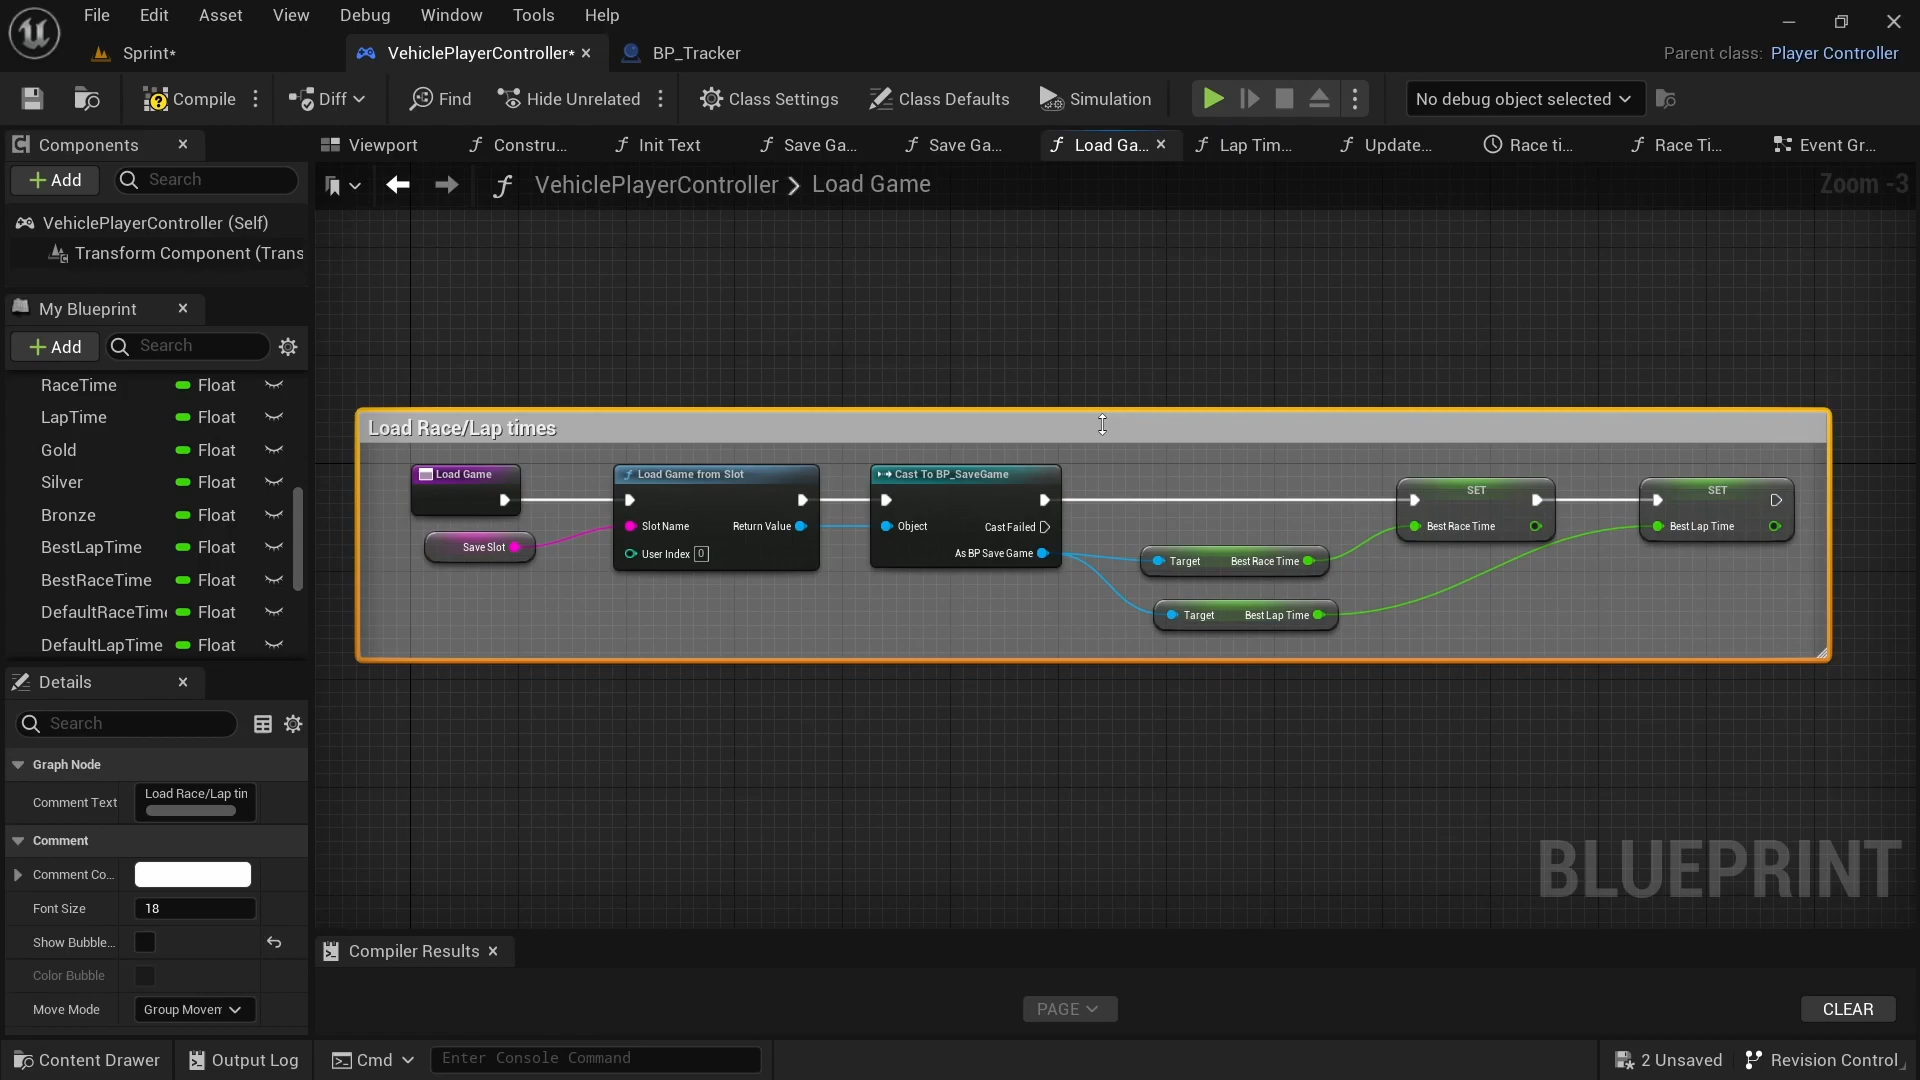 File Edit Asset View Debug Window Tools Help
Sprint* VehiclePlayerController* BP_Tracker Parent class: Player Controller
Compile Diff Find Hide Unrelated Class Settings Class Defaults Simulation No debug object selected
Components Viewport Constru... Init Text Save Ga... Save Ga... Load Ga... Lap Tim... Update... Race ti... Race Ti... Event Gr...
+ Add Search VehiclePlayerController > Load Game Zoom -3
VehiclePlayerController (Self)
Transform Component (Trans
My Blueprint
+ Add Search
RaceTime Float
LapTime Float
Gold Float
Silver Float
Bronze Float
BestLapTime Float
BestRaceTime Float
DefaultRaceTime Float
DefaultLapTime Float
Load Race/Lap times
Load Game Load Game from Slot Cast To BP_SaveGame SET SET
Slot Name Return Value Object Cast Failed Best Race Time Best Lap Time
Save Slot User Index 0 As BP Save Game Target Best Race Time
Target Best Lap Time
Details
Search
Graph Node
Comment Text Load Race/Lap tin
Comment
Comment Co...
Font Size 18
Show Bubble...
Color Bubble
Move Mode Group Movem
BLUEPRINT
Compiler Results
PAGE CLEAR
Content Drawer Output Log Cmd Enter Console Command 2 Unsaved Revision Control